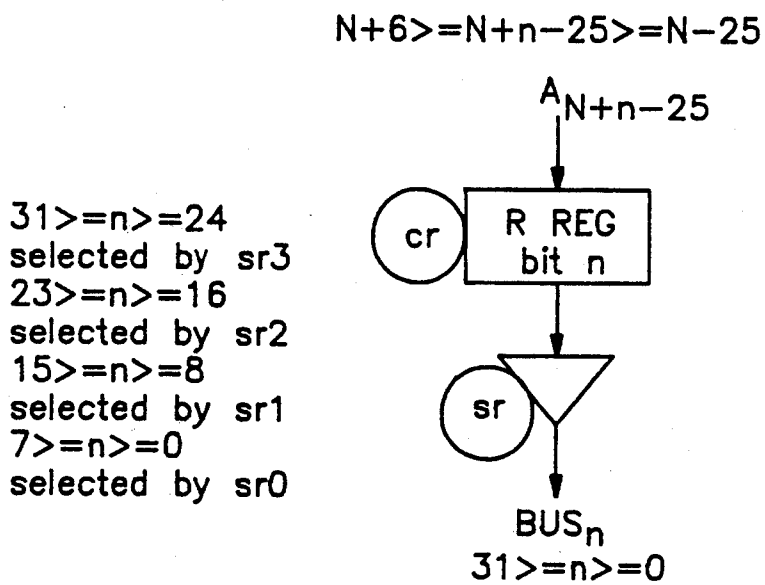 N+6>=N+n-25>=N-25
A N+n-25
cr
R REG
bit n
31>=n>=24
selected by sr3
23>=n>=16
selected by sr2
15>=n>=8
selected by sr1
7>=n>=0
selected by sr0
sr
BUSn
31>=n>=0